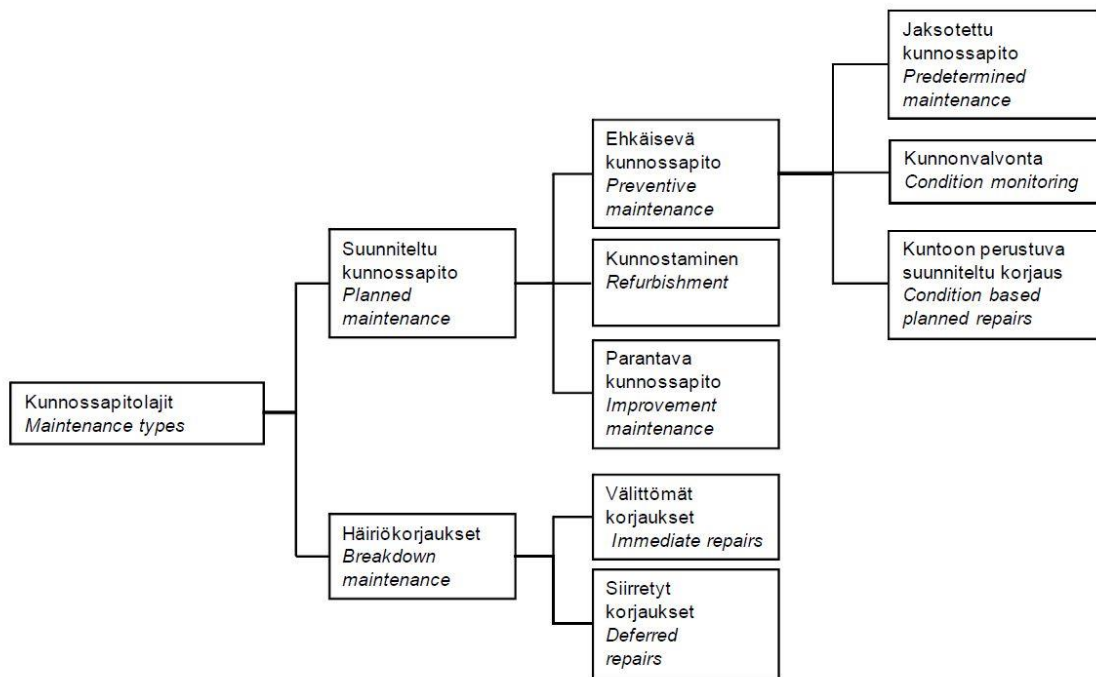 Kunnossapitolajit
Maintenance types
Suunniteltu
kunnossapito
Planned
maintenance
Häiriökorjaukset
Breakdown
maintenance
Ehkäisevä
kunnossapito
Preventive
maintenance
Kunnostaminen
Refurbishment
Parantava
kunnossapito
Improvement
maintenance
Välittömät
korjaukset
Immediate repairs
Siirretyt
korjaukset
Deferred
repairs
Jaksotettu
kunnossapito
Predetermined
maintenance
Kunnonvalvonta
Condition monitoring
Kuntoon perustuva
suunniteltu korjaus
Condition based
planned repairs